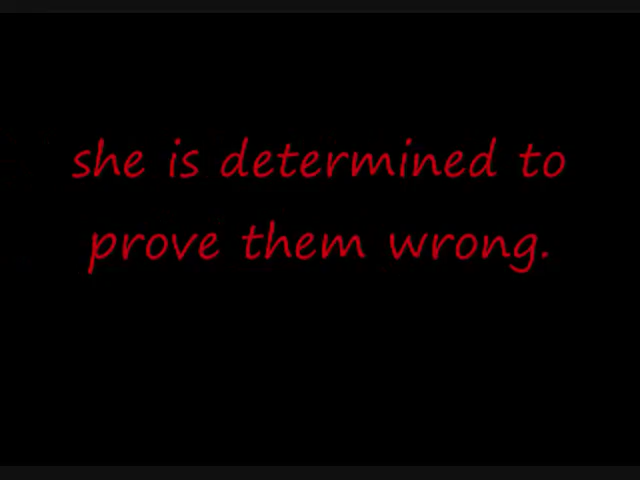 she is determined to
prove them wrong.